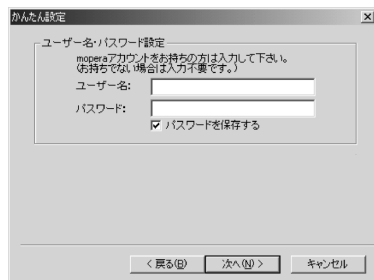 かんたん設定
ユーザー名・パスワード設定
moperaアカウントをお持ちの方は入力して下さい。
(お持ちでない場合は入力不要です。)
ユーザー名:
パスワード:
パスワードを保存する
< 戻る(B)
次へ(N) >
キャンセル